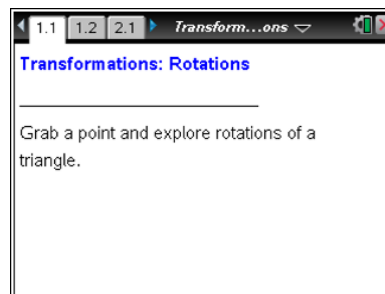 1.1 1.2 2.1 Transform...ons
Transformations: Rotations
Grab a point and explore rotations of a
triangle.